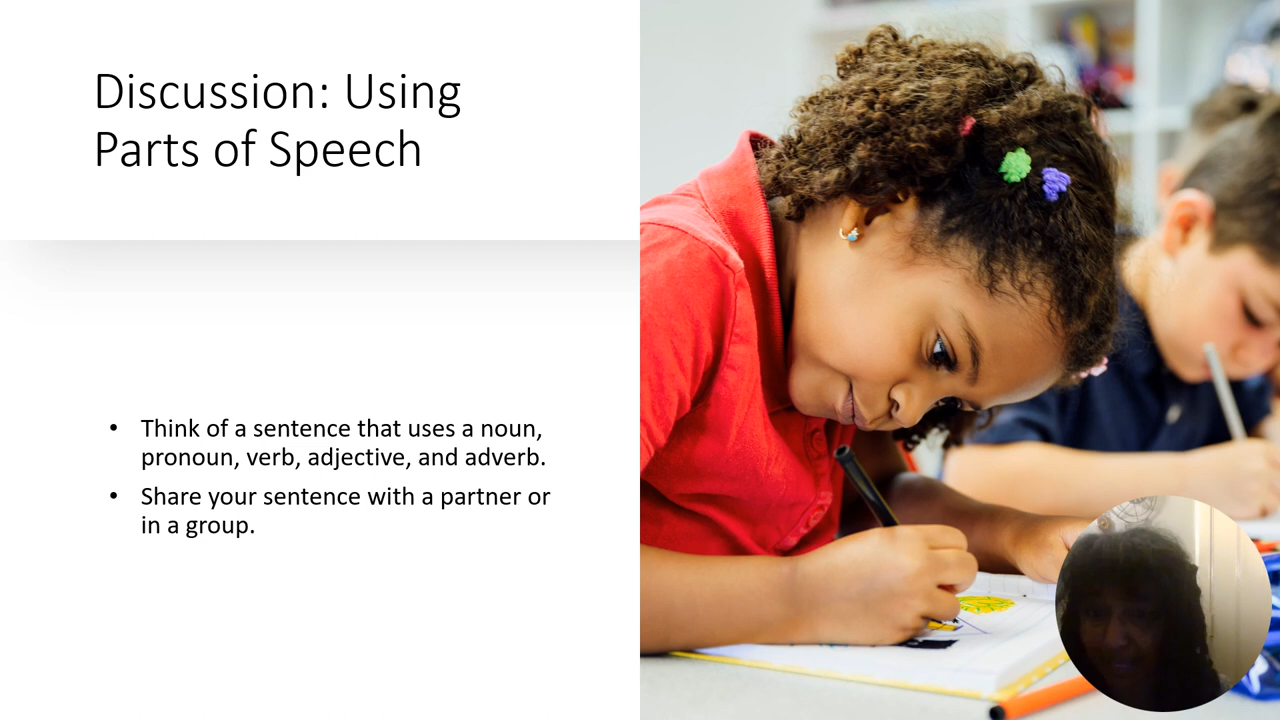 Discussion: Using
Parts of Speech
• Think of a sentence that uses a noun,
pronoun, verb, adjective, and adverb.
• Share your sentence with a partner or
in a group.